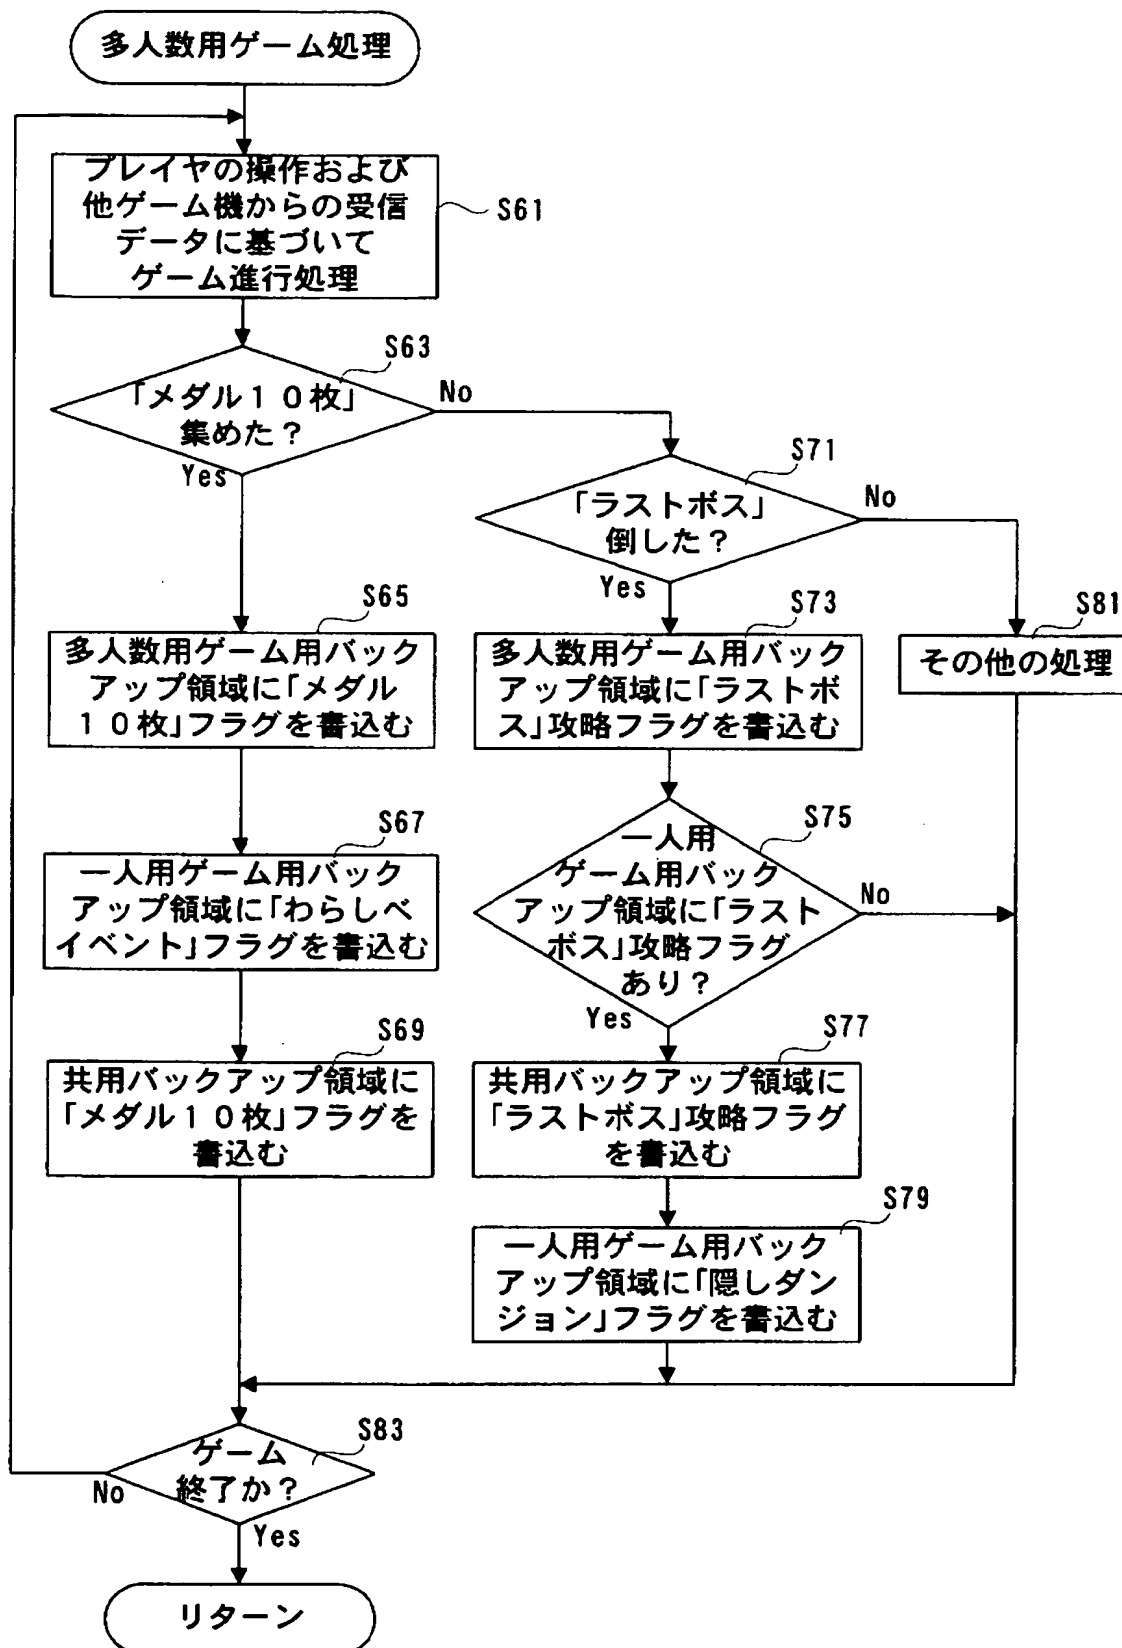 多人数用ゲーム処理
プレイヤの操作および
他ゲーム機からの受信
データに基づいて
ゲーム進行処理
S61
S63
「メダル１０枚」
集めた？
No
Yes
S71
「ラストボス」
倒した？
No
Yes
S65
多人数用ゲーム用バック
アップ領域に「メダル
１０枚」フラグを書込む
S73
多人数用ゲーム用バック
アップ領域に「ラストボ
ス」攻略フラグを書込む
S81
その他の処理
S67
一人用ゲーム用バック
アップ領域に「わらしべ
イベント」フラグを書込む
S75
一人用
ゲーム用バック
アップ領域に「ラスト
ボス」攻略フラグ
あり？
No
Yes
S69
共用バックアップ領域に
「メダル１０枚」フラグを
書込む
S77
共用バックアップ領域に
「ラストボス」攻略フラグ
を書込む
S79
一人用ゲーム用バック
アップ領域に「隠しダン
ジョン」フラグを書込む
S83
ゲーム
終了か？
No
Yes
リターン